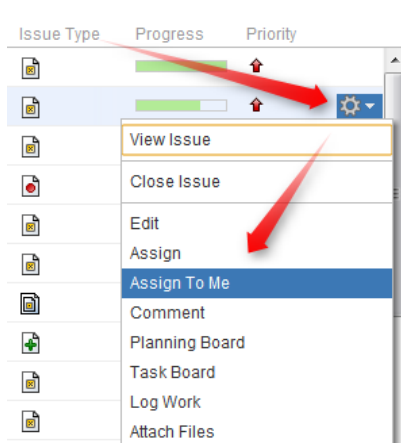 Issue Type Progress Priority
View Issue
Close Issue
Edit
Assign
Assign To Me
Comment
Planning Board
Task Board
Log Work
Attach Files